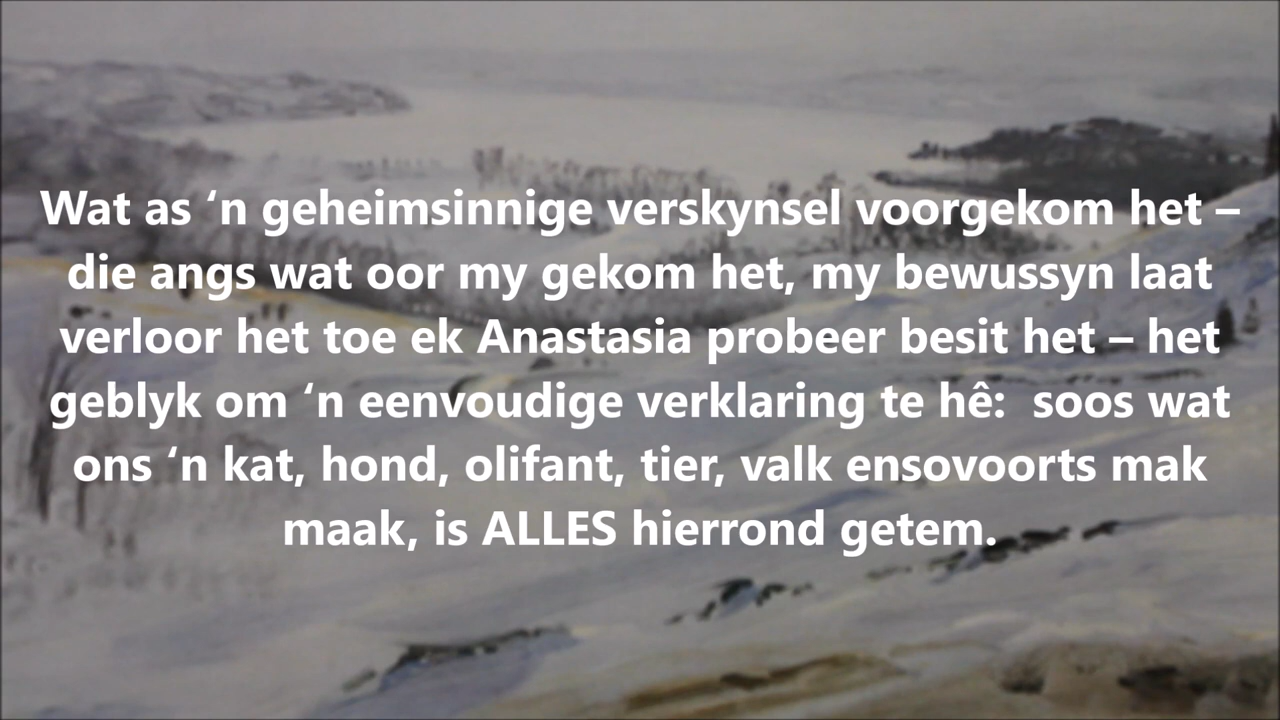 Wat as ‘n geheimsinnige verskynsel voorgekom het –
die angs wat oor my gekom het, my bewussyn laat
verloor het toe ek Anastasia probeer besit het – het
geblyk om ‘n eenvoudige verklaring te hê:  soos wat
ons ‘n kat, hond, olifant, tier, valk ensovoorts mak
maak, is ALLES hierrond getem.